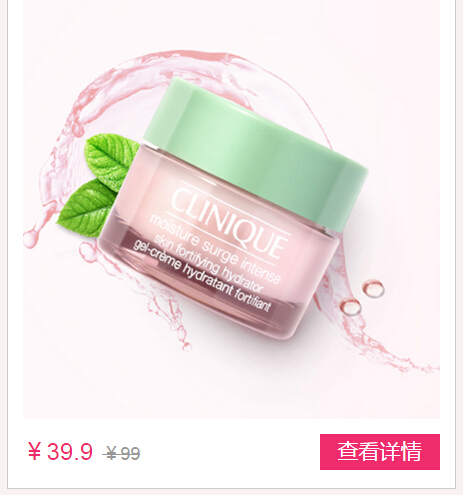 CLINIQUE
moisture surge intense
skin fortifying hydrator
gel-crème hydratant fortifiant
¥39.9 ¥99
查看详情